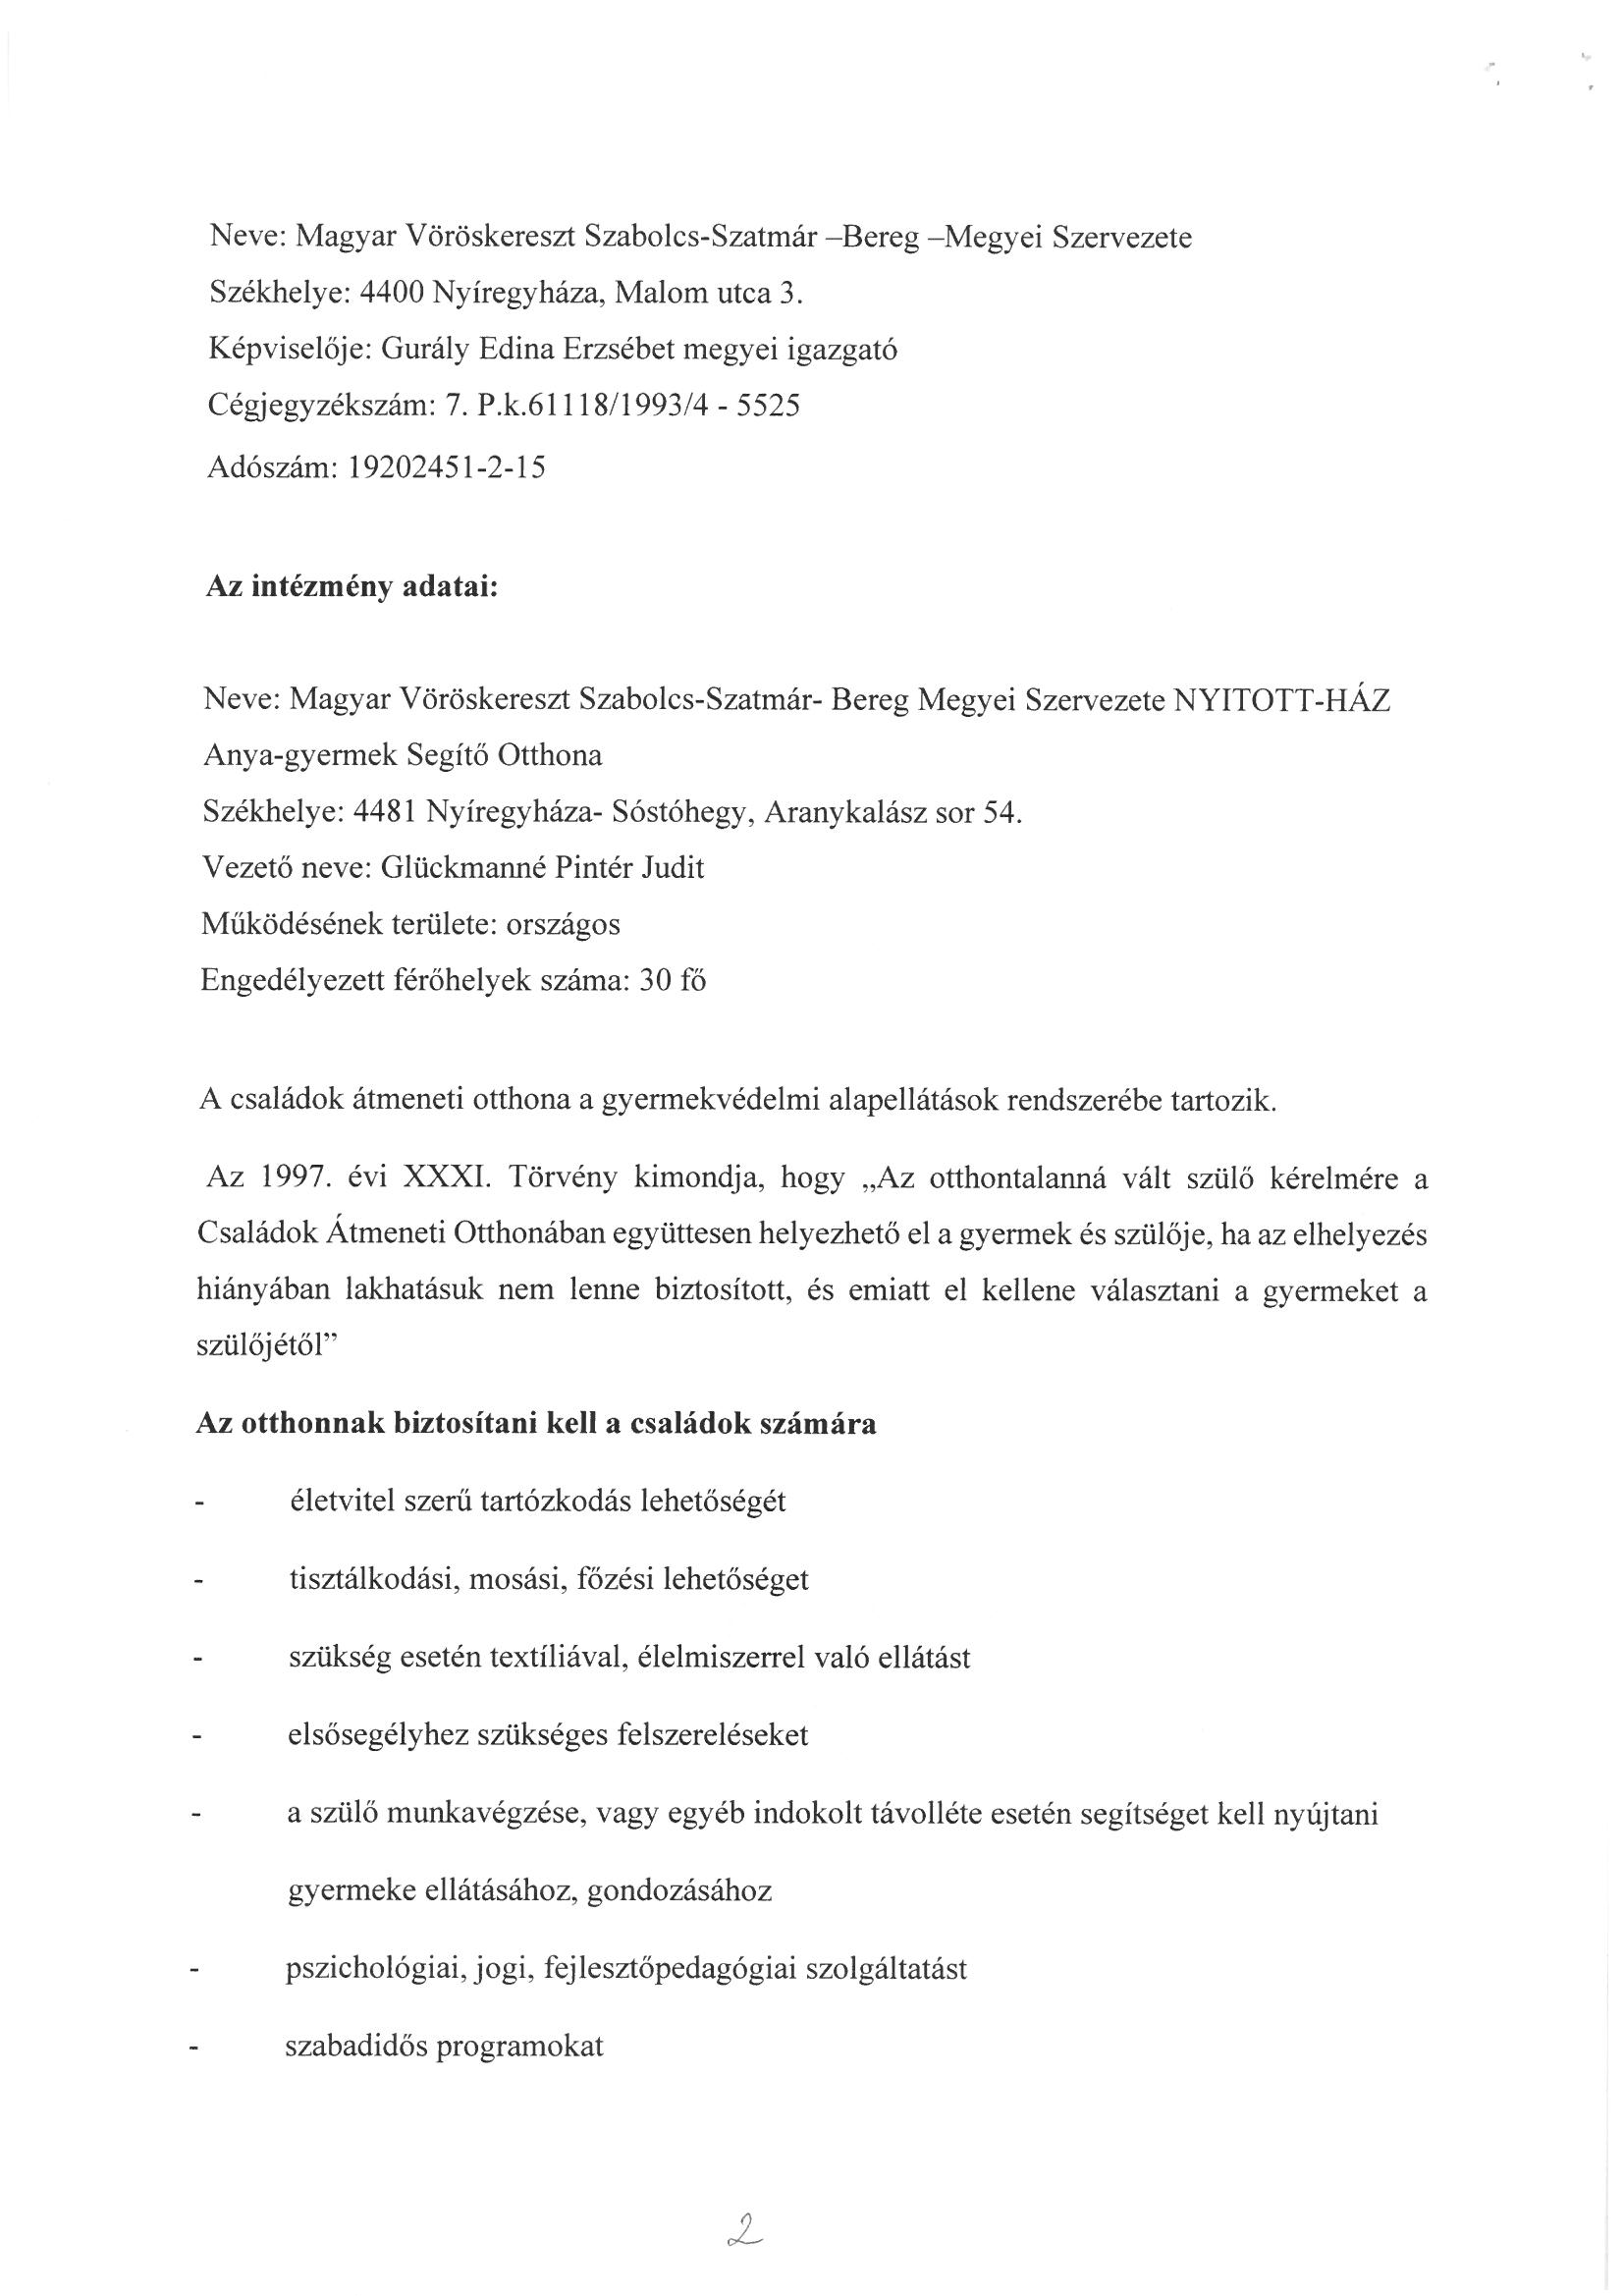 Neve: Magyar Vöröskereszt Szabolcs-Szatmár –Bereg –Megyei Szervezete
Székhelye: 4400 Nyíregyháza, Malom utca 3.
Képviselője: Gurály Edina Erzsébet megyei igazgató
Cégjegyzékszám: 7. P.k.61118/1993/4 - 5525
Adószám: 19202451-2-15
Az intézmény adatai:
Neve: Magyar Vöröskereszt Szabolcs-Szatmár- Bereg Megyei Szervezete NYITOTT-HÁZ
Anya-gyermek Segítő Otthona
Székhelye: 4481 Nyíregyháza- Sóstóhegy, Aranykalász sor 54.
Vezető neve: Glückmanné Pintér Judit
Működésének területe: országos
Engedélyezett férőhelyek száma: 30 fő
A családok átmeneti otthona a gyermekvédelmi alapellátások rendszerébe tartozik.
Az 1997. évi XXXI. Törvény kimondja, hogy „Az otthontalanná vált szülő kérelmére a
Családok Átmeneti Otthonában együttesen helyezhető el a gyermek és szülője, ha az elhelyezés
hiányában lakhatásuk nem lenne biztosított, és emiatt el kellene választani a gyermeket a
szülőjétől”
Az otthonnak biztosítani kell a családok számára
- életvitel szerű tartózkodás lehetőségét
- tisztálkodási, mosási, főzési lehetőséget
- szükség esetén textíliával, élelmiszerrel való ellátást
- elsősegélyhez szükséges felszereléseket
- a szülő munkavégzése, vagy egyéb indokolt távolléte esetén segítséget kell nyújtani
gyermeke ellátásához, gondozásához
- pszichológiai, jogi, fejlesztőpedagógiai szolgáltatást
- szabadidős programokat
2